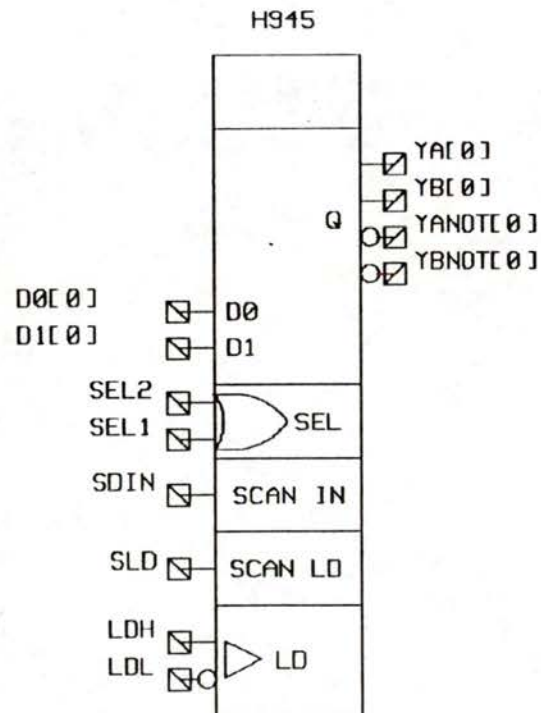 H945
YA[0]
YB[0]
Q YANOT[0]
YBNOT[0]
D0[0] D0
D1[0] D1
SEL2
SEL1 SEL
SDIN SCAN IN
SLD SCAN LD
LDH
LDL LD